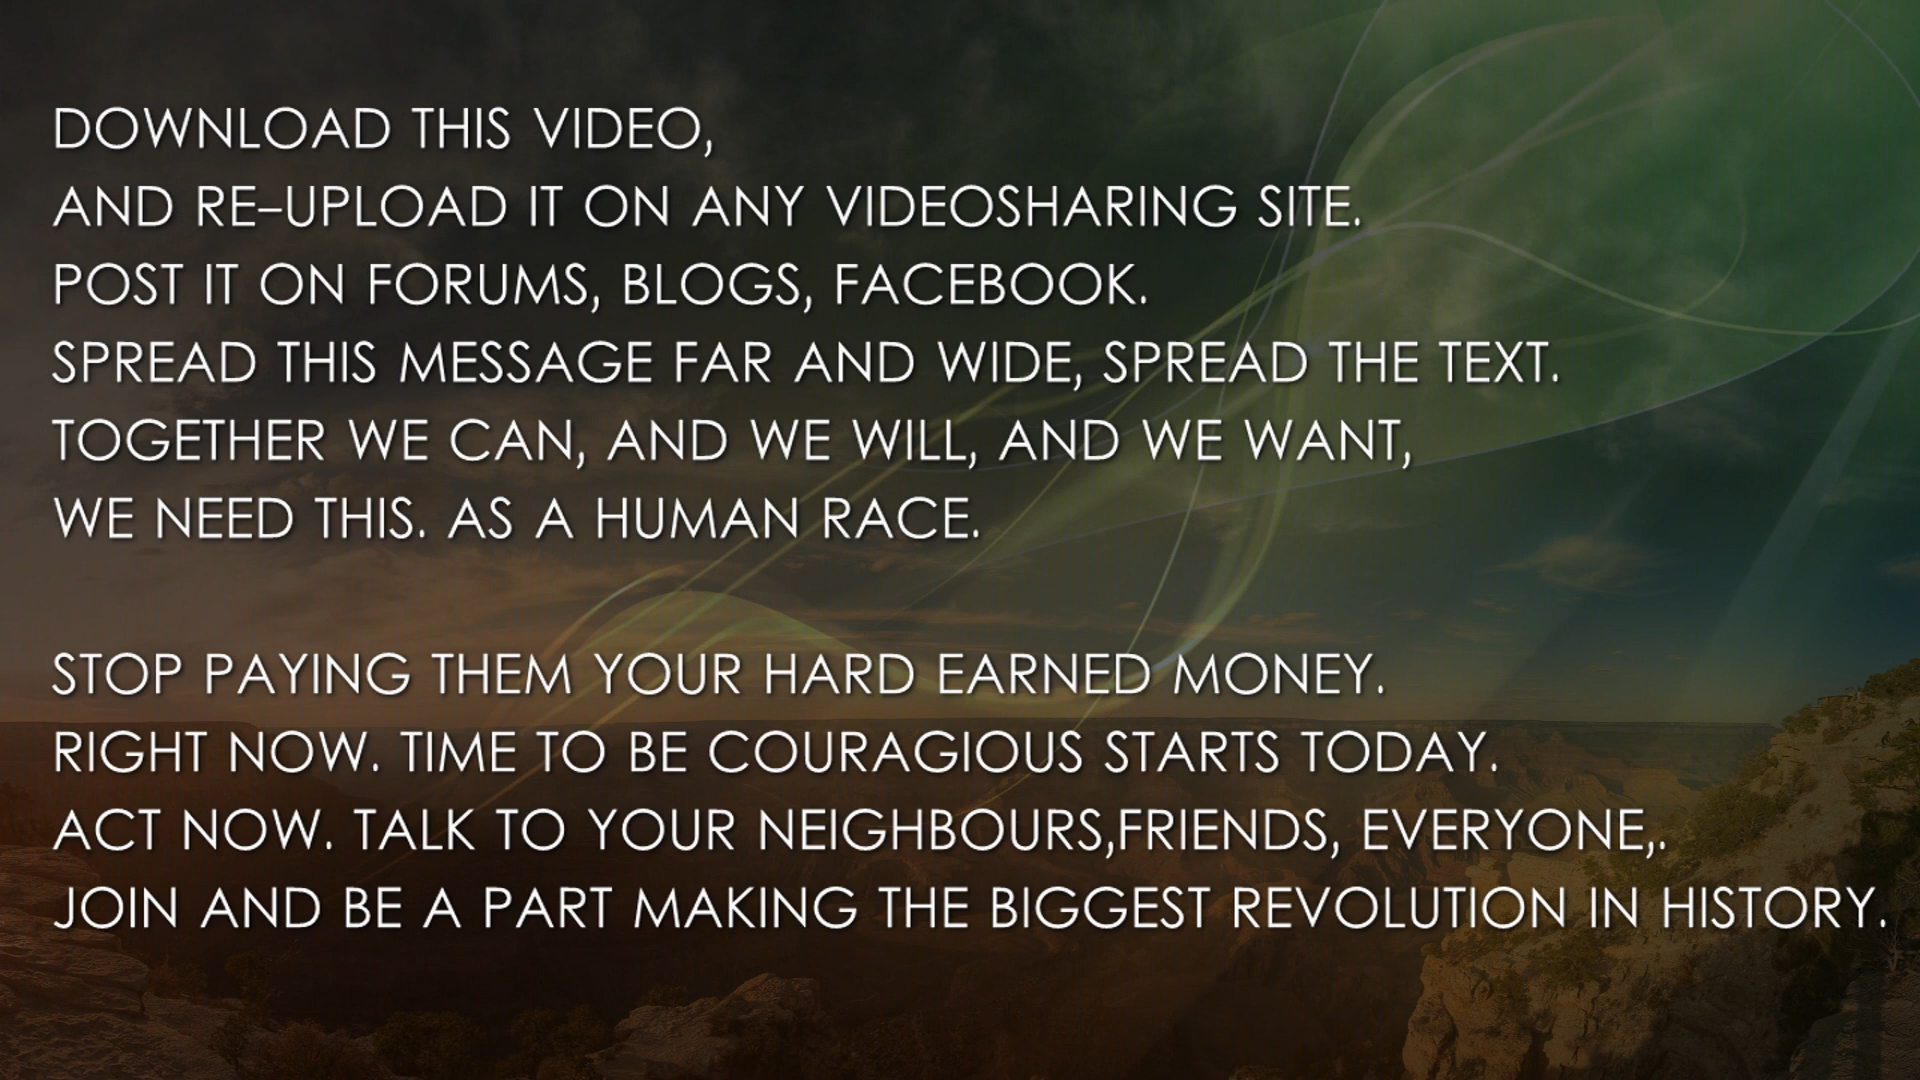 DOWNLOAD THIS VIDEO,
AND RE–UPLOAD IT ON ANY VIDEOSHARING SITE.
POST IT ON FORUMS, BLOGS, FACEBOOK.
SPREAD THIS MESSAGE FAR AND WIDE, SPREAD THE TEXT.
TOGETHER WE CAN, AND WE WILL, AND WE WANT,
WE NEED THIS. AS A HUMAN RACE.
STOP PAYING THEM YOUR HARD EARNED MONEY.
RIGHT NOW. TIME TO BE COURAGIOUS STARTS TODAY.
ACT NOW. TALK TO YOUR NEIGHBOURS,FRIENDS, EVERYONE,.
JOIN AND BE A PART MAKING THE BIGGEST REVOLUTION IN HISTORY.